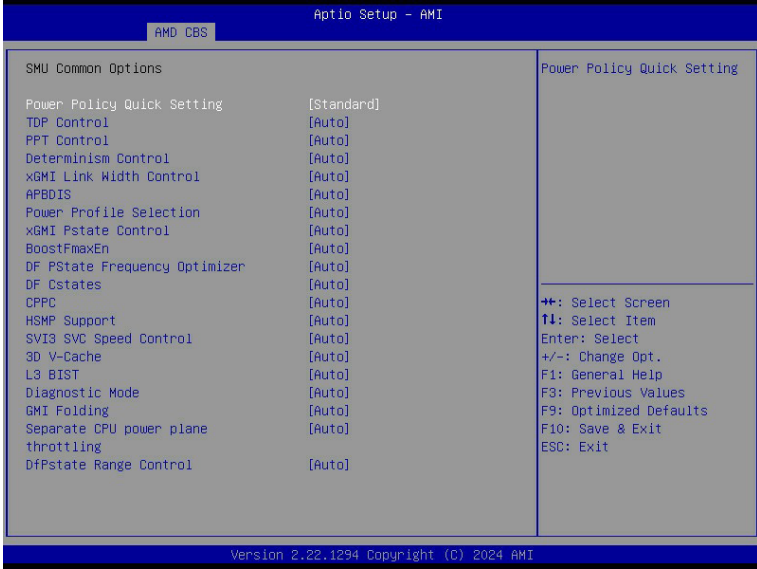 Aptio Setup – AMI
AMD CBS
SMU Common Options
Power Policy Quick Setting [Standard]
TDP Control [Auto]
PPT Control [Auto]
Determinism Control [Auto]
xGMI Link Width Control [Auto]
APBDIS [Auto]
Power Profile Selection [Auto]
xGMI Pstate Control [Auto]
BoostFmaxEn [Auto]
DF PState Frequency Optimizer [Auto]
DF Cstates [Auto]
CPPC [Auto]
HSMP Support [Auto]
SVI3 SVC Speed Control [Auto]
3D V-Cache [Auto]
L3 BIST [Auto]
Diagnostic Mode [Auto]
GMI Folding [Auto]
Separate CPU power plane [Auto]
throttling
DfPstate Range Control [Auto]
Power Policy Quick Setting
→←: Select Screen
↑↓: Select Item
Enter: Select
+/-: Change Opt.
F1: General Help
F3: Previous Values
F9: Optimized Defaults
F10: Save & Exit
ESC: Exit
Version 2.22.1294 Copyright (C) 2024 AMI